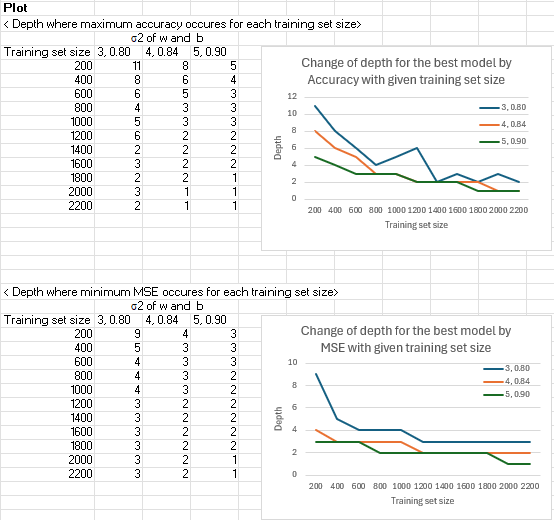 Plot
< Depth where maximum accuracy occures for each training set size>
σ2 of w and b
Training set size 3, 0.80 4, 0.84 5, 0.90
200 11 8 5
400 8 6 4
600 6 5 3
800 4 3 3
1000 5 3 3
1200 6 2 2
1400 2 2 2
1600 3 2 2
1800 2 2 1
2000 3 1 1
2200 2 1 1
Change of depth for the best model by
Accuracy with given training set size
12
10
8
6
4
2
0
Depth
3, 0.80
4, 0.84
5, 0.90
200 400 600 800 1000 1200 1400 1600 1800 2000 2200
Training set size
< Depth where minimum MSE occures for each training set size>
σ2 of w and b
Training set size 3, 0.80 4, 0.84 5, 0.90
200 9 4 3
400 5 3 3
600 4 3 3
800 4 3 2
1000 4 3 2
1200 3 2 2
1400 3 2 2
1600 3 2 2
1800 3 2 2
2000 3 2 1
2200 3 2 1
Change of depth for the best model by
MSE with given training set size
10
8
6
4
2
0
Depth
3, 0.80
4, 0.84
5, 0.90
200 400 600 800 1000 1200 1400 1600 1800 2000 2200
Training set size